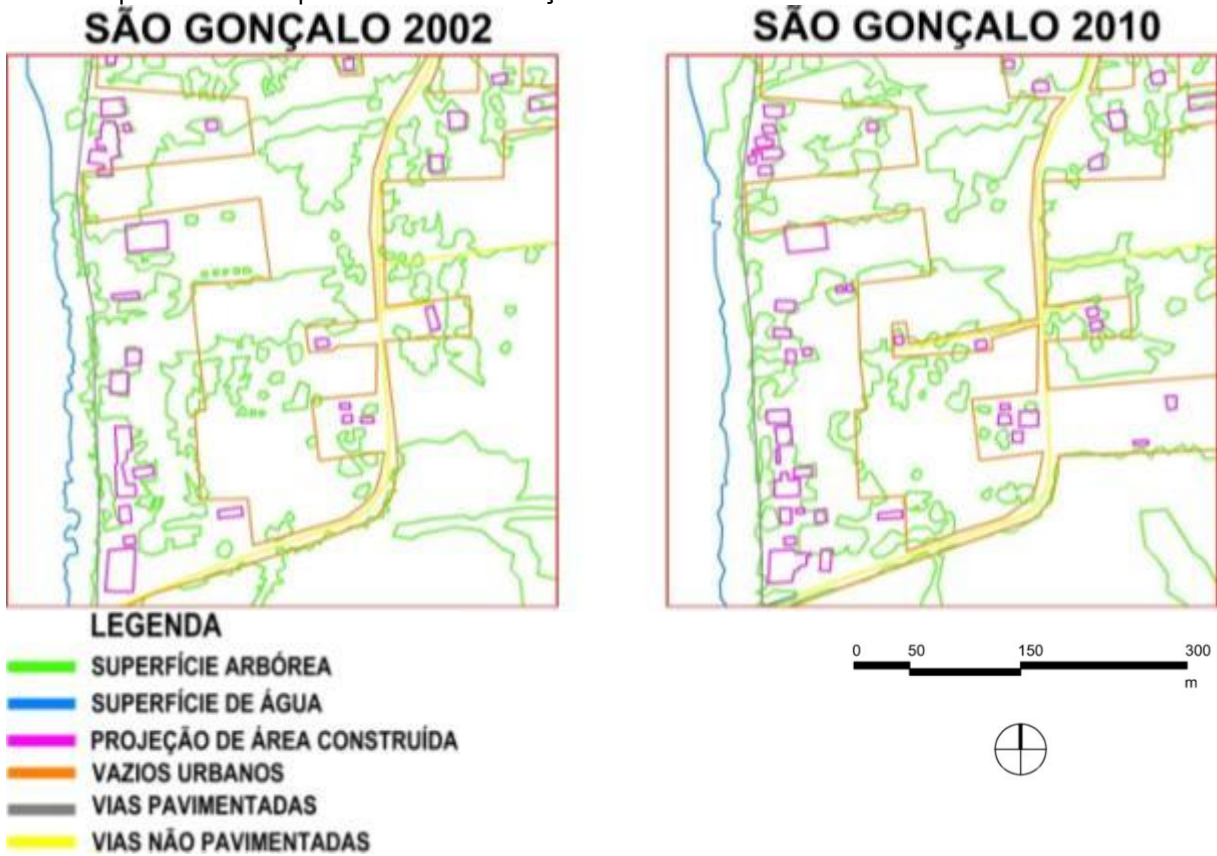 SÃO GONÇALO 2002
SÃO GONÇALO 2010
LEGENDA
SUPERFÍCIE ARBÓREA
SUPERFÍCIE DE ÁGUA
PROJEÇÃO DE ÁREA CONSTRUÍDA
VAZIOS URBANOS
VIAS PAVIMENTADAS
VIAS NÃO PAVIMENTADAS
0 50 150 300
m